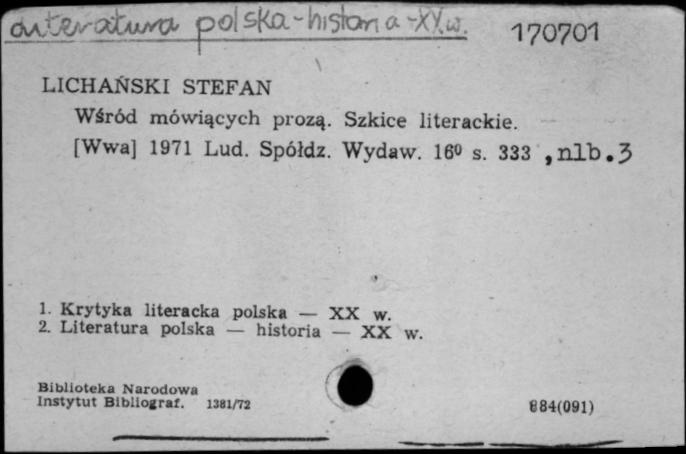 Literatura polska-historia-XX w.
170701
LICHAŃSKI STEFAN
Wśród mówiących prozą. Szkice literackie.
[Wwa] 1971 Lud. Spółdz. Wydaw. 16⁰ s. 333 , nlb. 3
1. Krytyka literacka polska — XX w.
2. Literatura polska — historia — XX w.
Biblioteka Narodowa
Instytut Bibliograf. 1381/72
884(091)